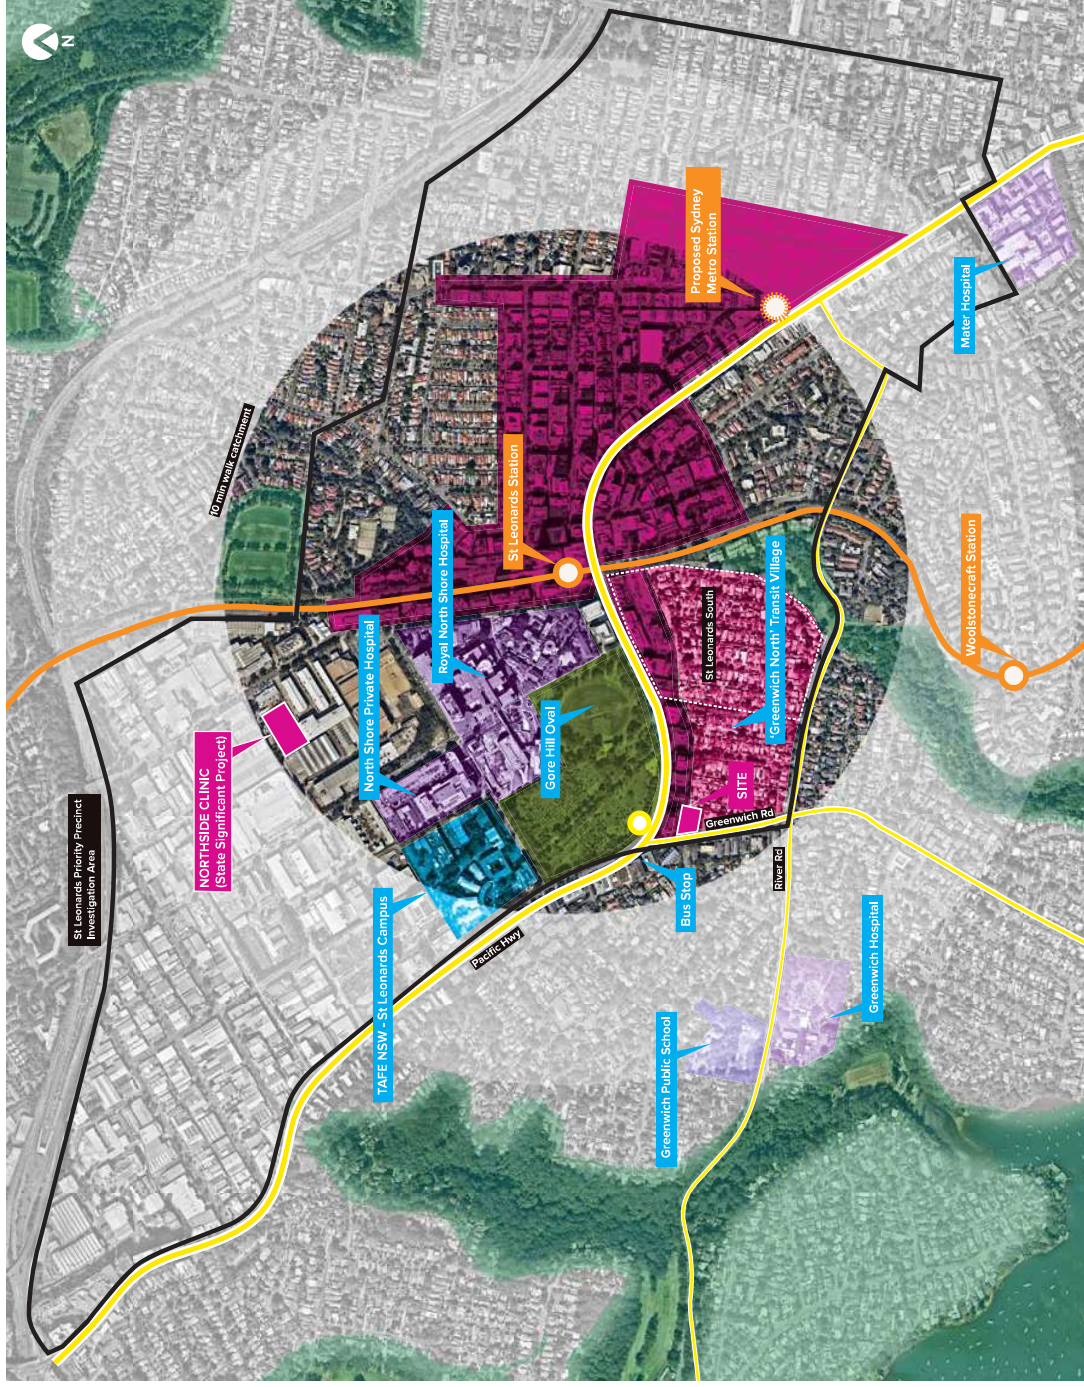 N
St Leonards Priority Precinct
Investigation Area
NORTHSIDE CLINIC
(State Significant Project)
10 min walk catchment
North Shore Private Hospital
Royal North Shore Hospital
St Leonards Station
Proposed Sydney
Metro Station
Mater Hospital
TAFE NSW - St Leonards Campus
Gore Hill Oval
St Leonards South
'Greenwich North' Transit Village
Woolstonecraft Station
SITE
Greenwich Rd
River Rd
Bus Stop
Pacific Hwy
Greenwich Public School
Greenwich Hospital